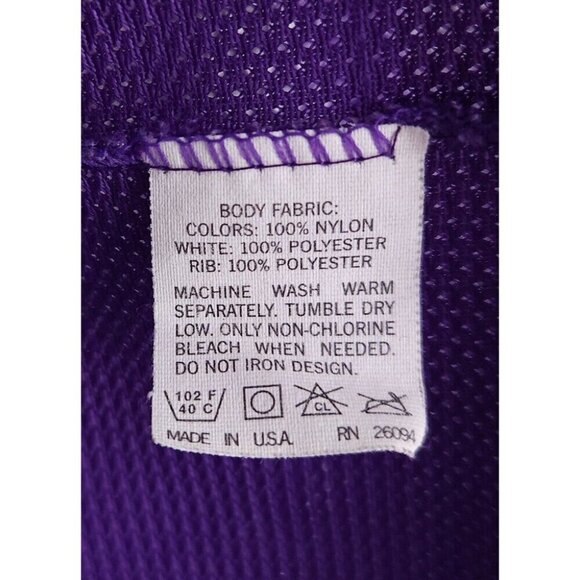 BODY FABRIC:
COLORS: 100% NYLON
WHITE: 100% POLYESTER
RIB: 100% POLYESTER
MACHINE WASH WARM
SEPARATELY. TUMBLE DRY
LOW. ONLY NON-CHLORINE
BLEACH WHEN NEEDED.
DO NOT IRON DESIGN.
102 F
40 C
CL
MADE IN U.S.A. RN 26094